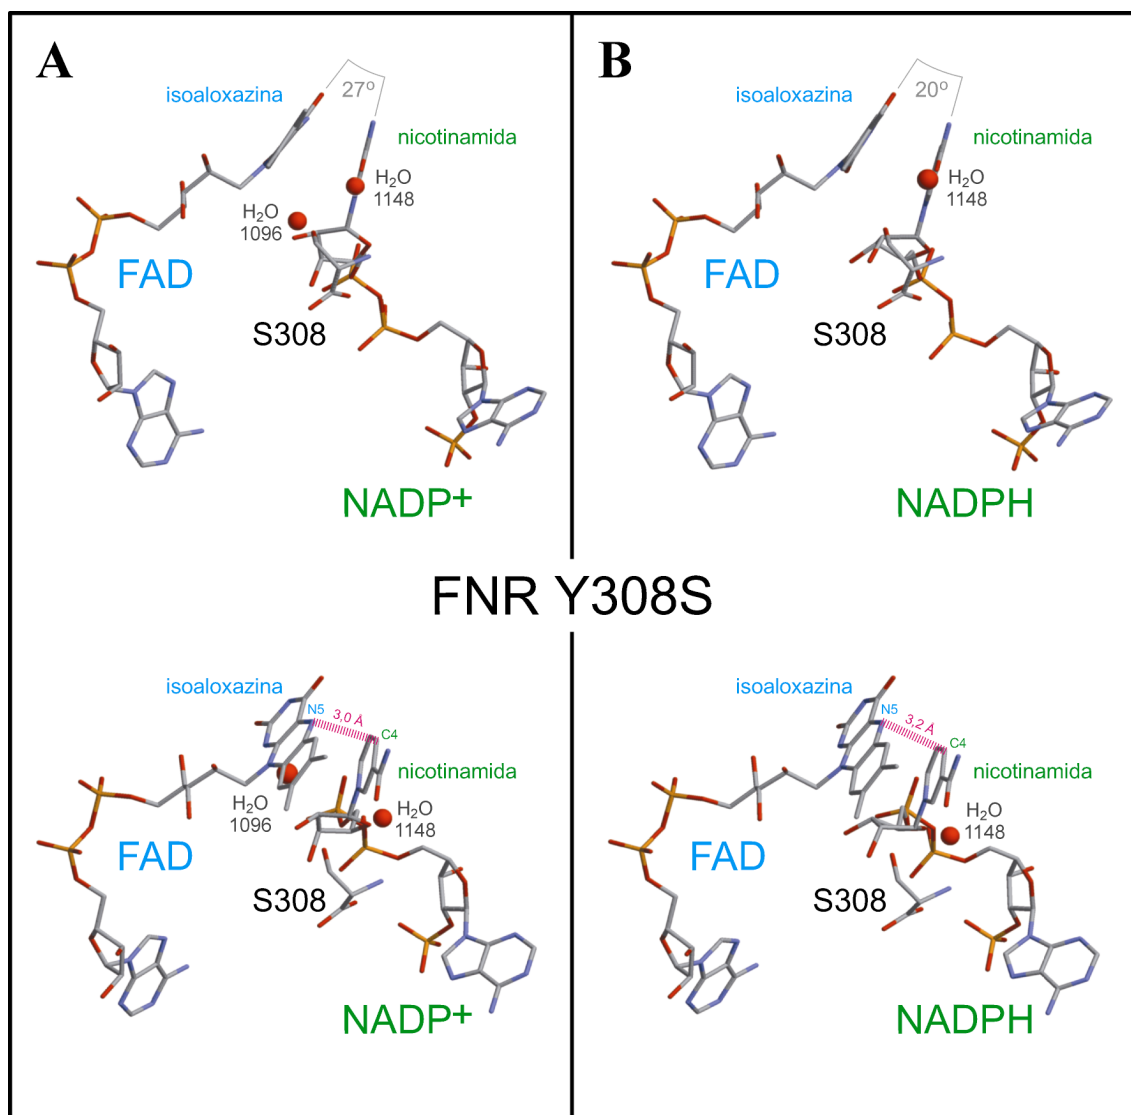 A
isoaloxazina
27º
nicotinamida
H₂O
1148
H₂O
1096
FAD
S308
NADP+
B
isoaloxazina
20º
nicotinamida
H₂O
1148
FAD
S308
NADPH
FNR Y308S
isoaloxazina
N5
3,0 Å
C4
nicotinamida
H₂O
1096
H₂O
1148
FAD
S308
NADP+
isoaloxazina
N5
3,2 Å
C4
nicotinamida
H₂O
1148
FAD
S308
NADPH